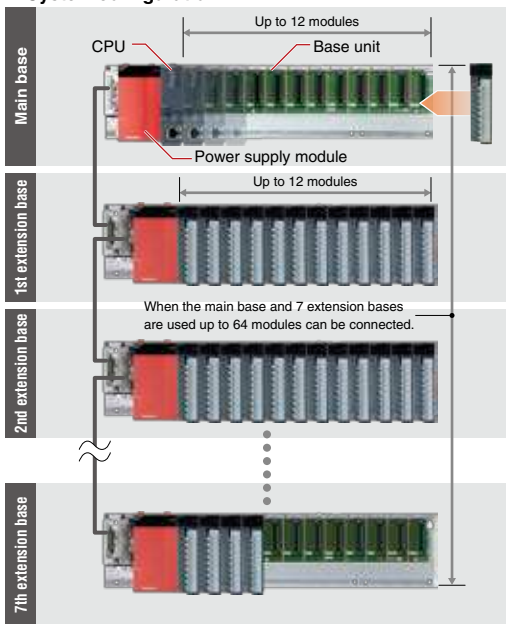 System configuration
Main base
Up to 12 modules
CPU
Base unit
Power supply module
1st extension base
Up to 12 modules
When the main base and 7 extension bases
are used up to 64 modules can be connected.
2nd extension base
7th extension base